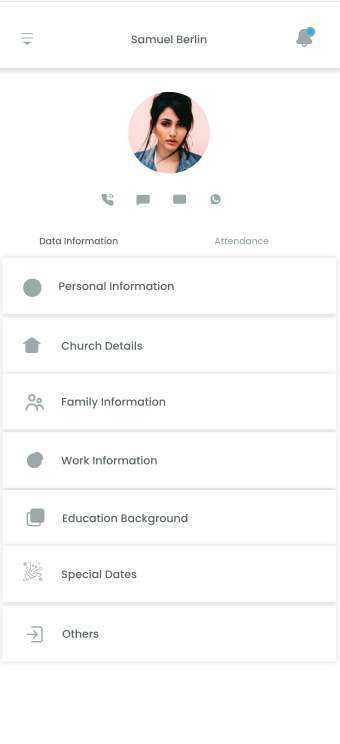 Samuel Berlin
Data Information
Attendance
Personal Information
Church Details
Family Information
Work Information
Education Background
Special Dates
Others